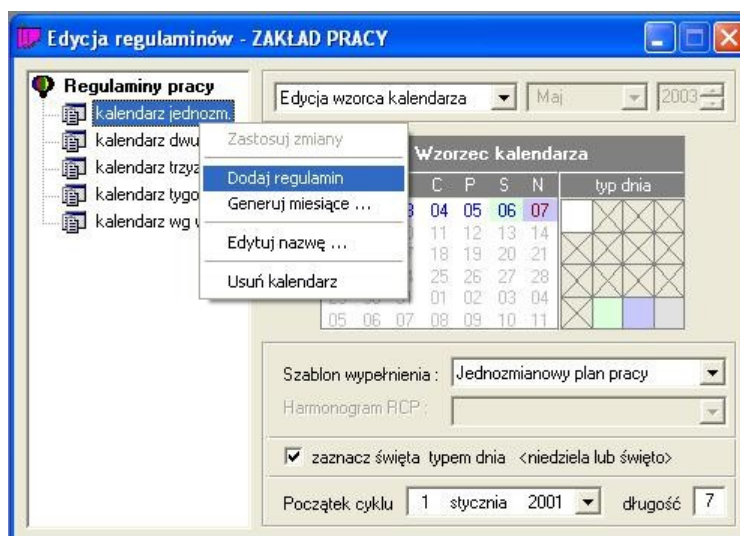 Edycja regulaminów - ZAKŁAD PRACY
Regulaminy pracy
kalendarz jednozm.
kalendarz dwu
kalendarz trzyz
kalendarz tygo
kalendarz wg u
Zastosuj zmiany
Dodaj regulamin
Generuj miesiące ...
Edytuj nazwę ...
Usuń kalendarz
Edycja wzorca kalendarza Maj 2003
Wzorzec kalendarza
C P S N typ dnia
04 05 06 07
11 12 13 14
18 19 20 21
25 26 27 28
01 02 03 04
05 06 07 08 09 10 11
Szablon wypełnienia : Jednozmianowy plan pracy
Harmonogram RCP :
zaznacz święta typem dnia <niedziela lub święto>
Początek cyklu 1 stycznia 2001 długość 7